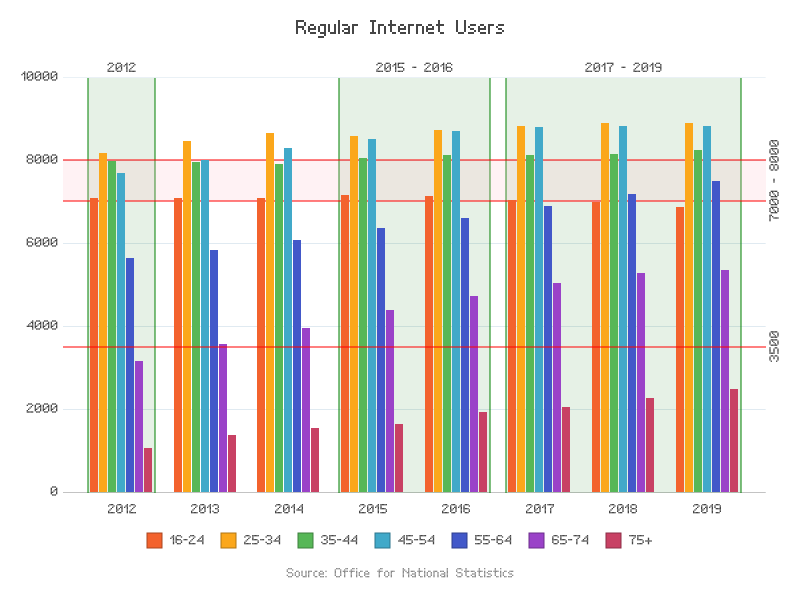 Regular Internet Users
2012 2015 - 2016 2017 - 2019
10000
8000
6000
4000
2000
0
7000 - 8000
3500
2012 2013 2014 2015 2016 2017 2018 2019
16-24 25-34 35-44 45-54 55-64 65-74 75+
Source: Office for National Statistics